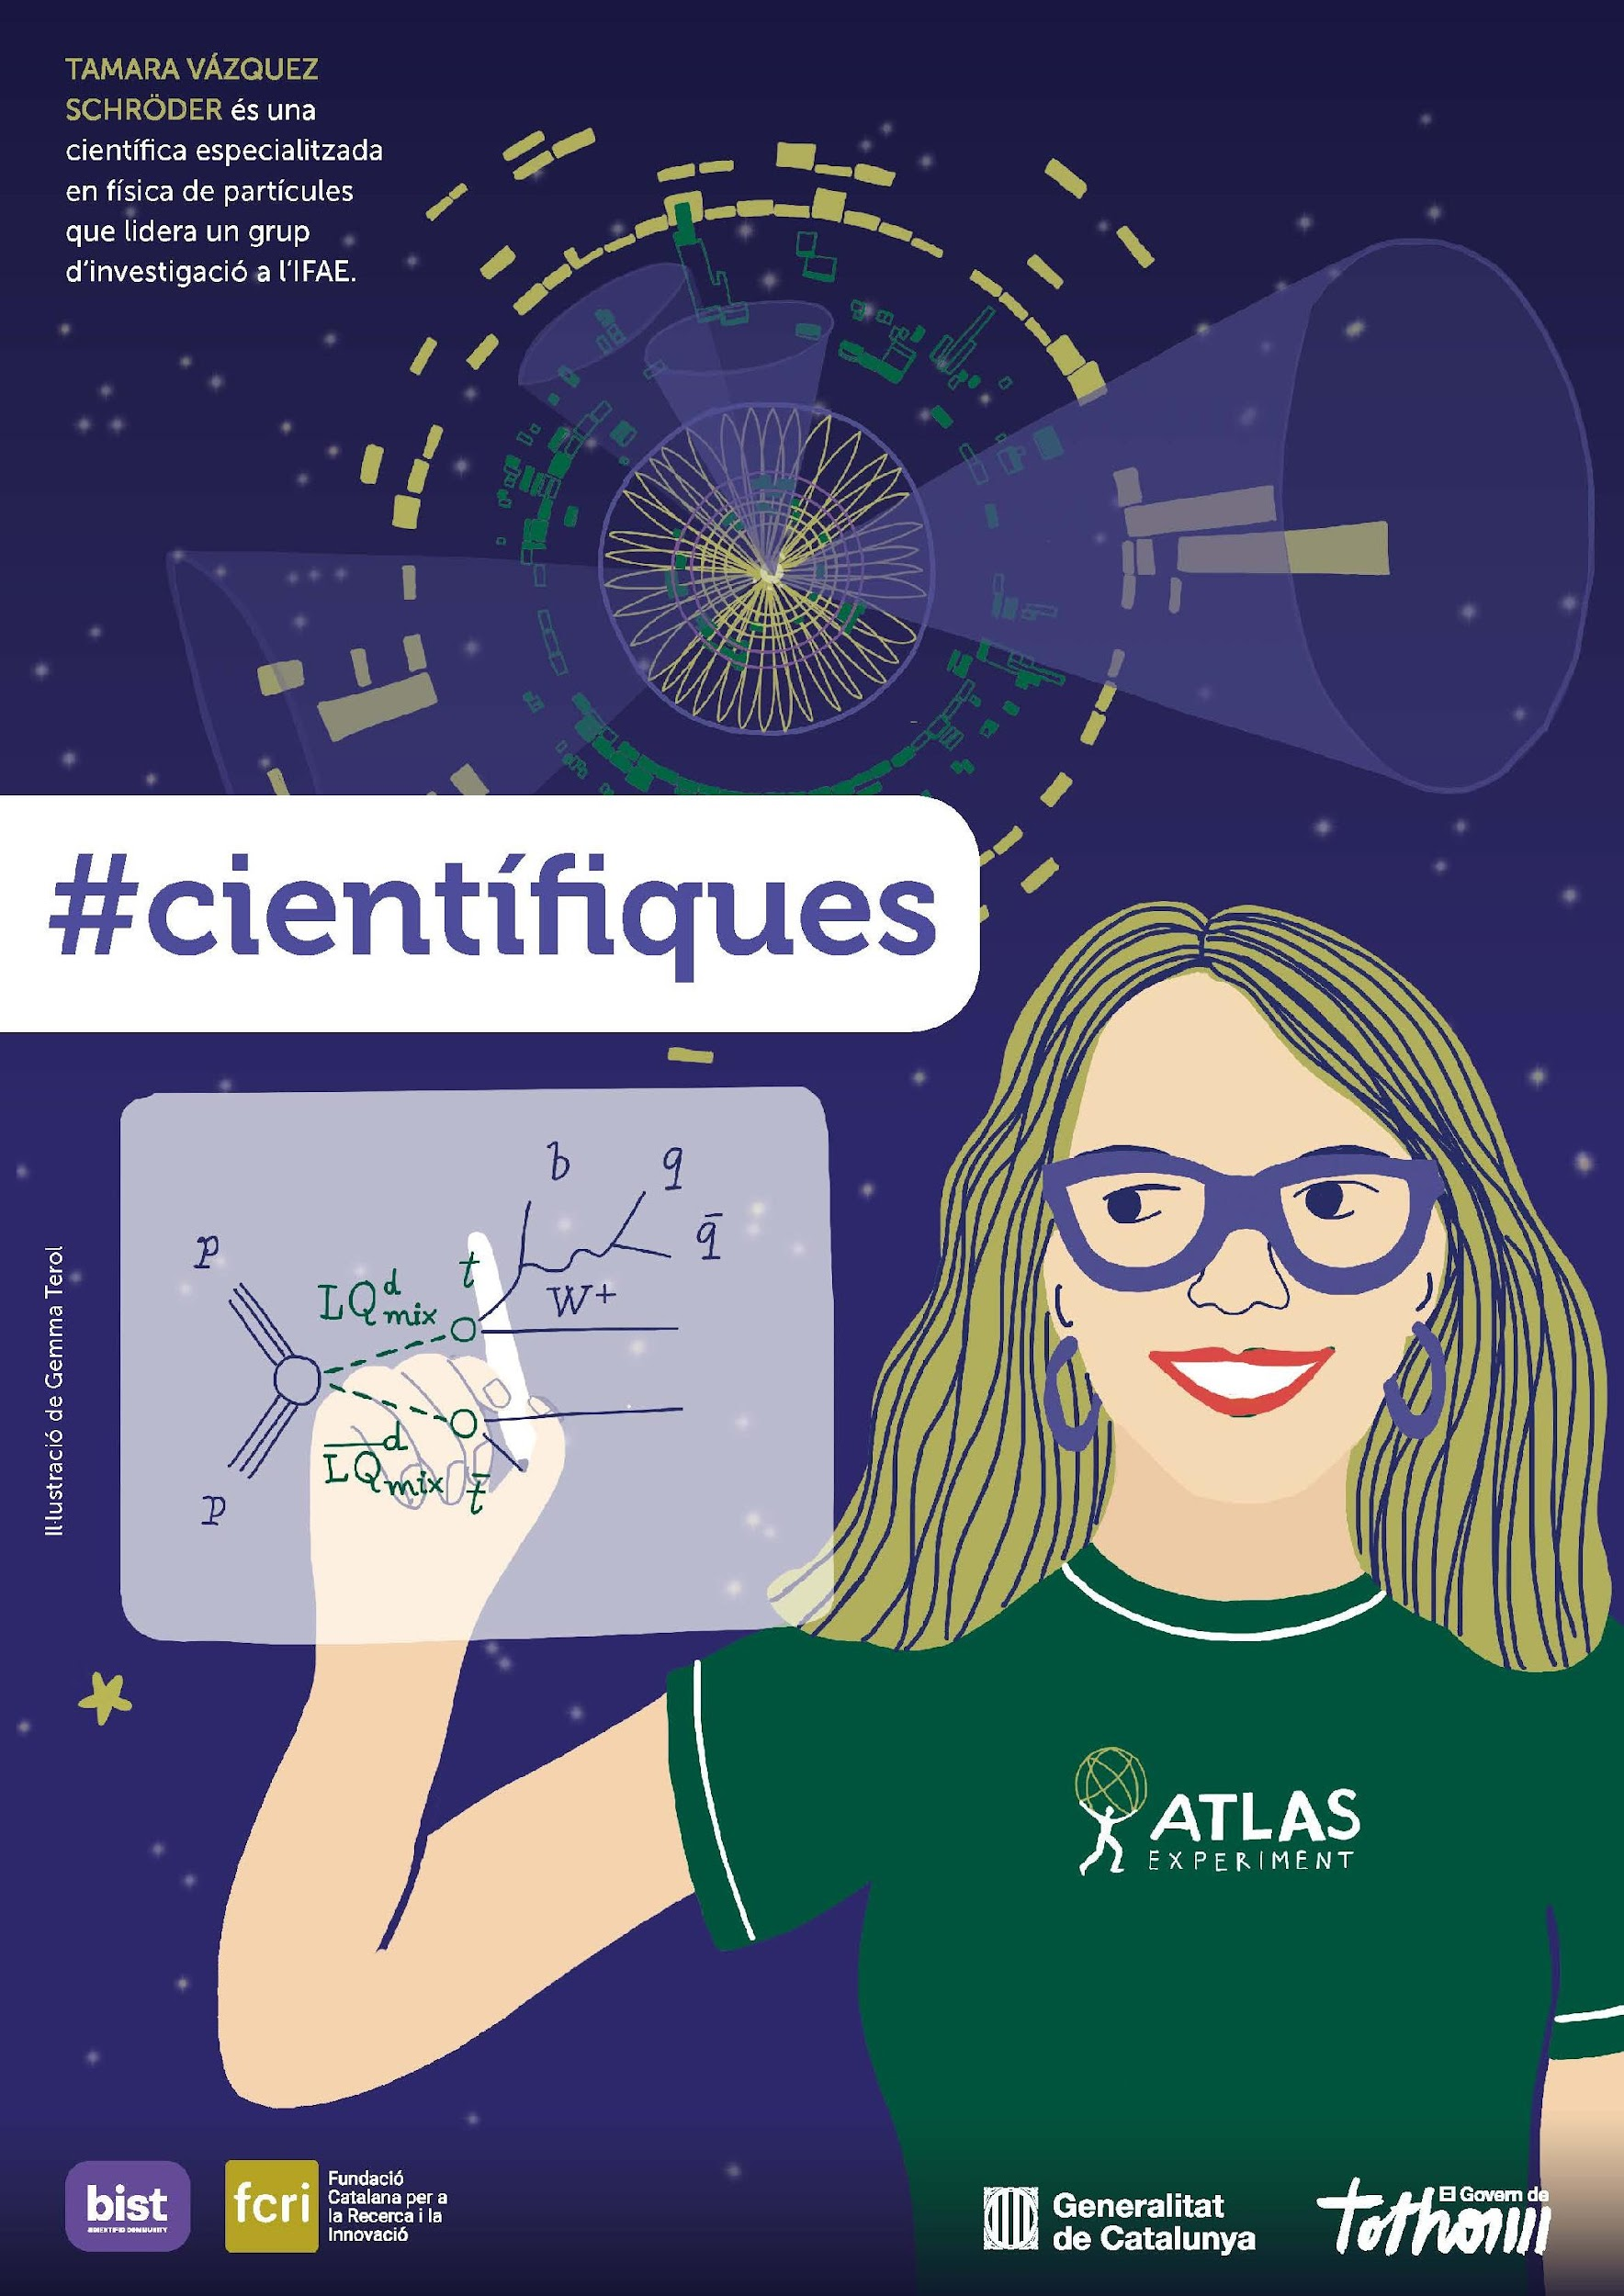 TAMARA VÁZQUEZ
SCHRÖDER és una
científica especialitzada
en física de partícules
que lidera un grup
d'investigació a l'IFAE.
#científiques
b
q
q̄
p
LQ^d_mix
t
W+
L̅Q̅^d_mix
t̄
p
Il·lustració de Gemma Terol
ATLAS
EXPERIMENT
bist
SCIENTIFIC COMMUNITY
fcri
Fundació
Catalana per a
la Recerca i la
Innovació
Generalitat
de Catalunya
El Govern de
Tothom